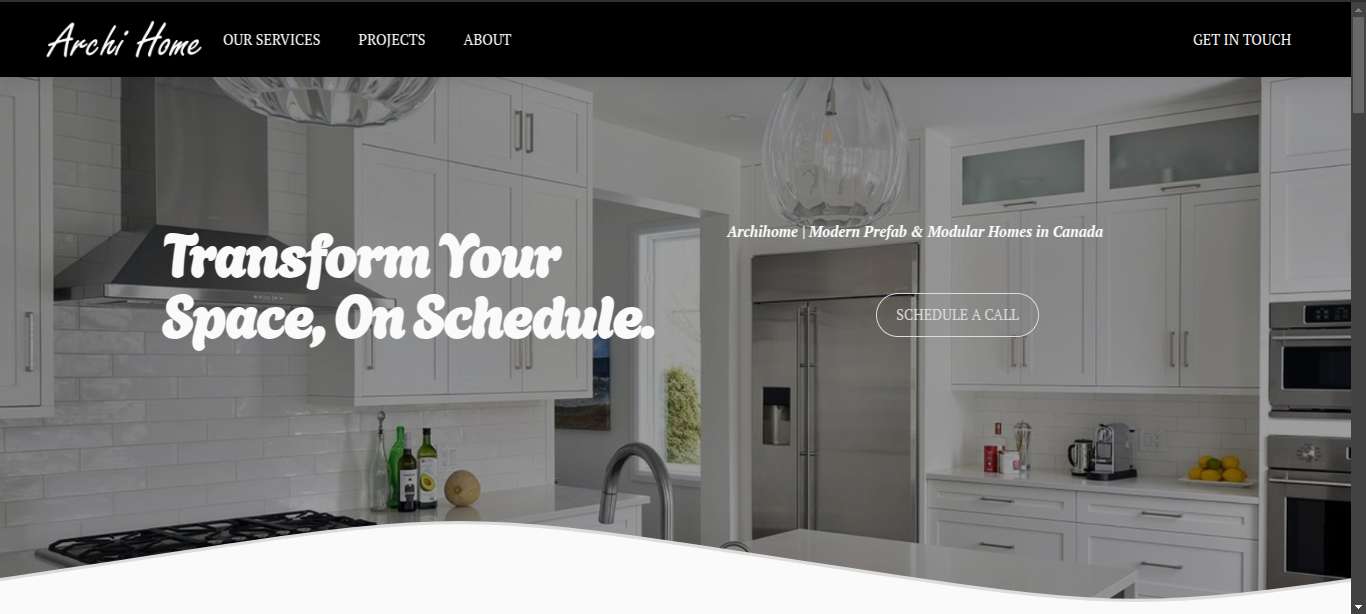 Archi Home
OUR SERVICES
PROJECTS
ABOUT
GET IN TOUCH
Transform Your
Space, On Schedule.
Archihome | Modern Prefab & Modular Homes in Canada
SCHEDULE A CALL